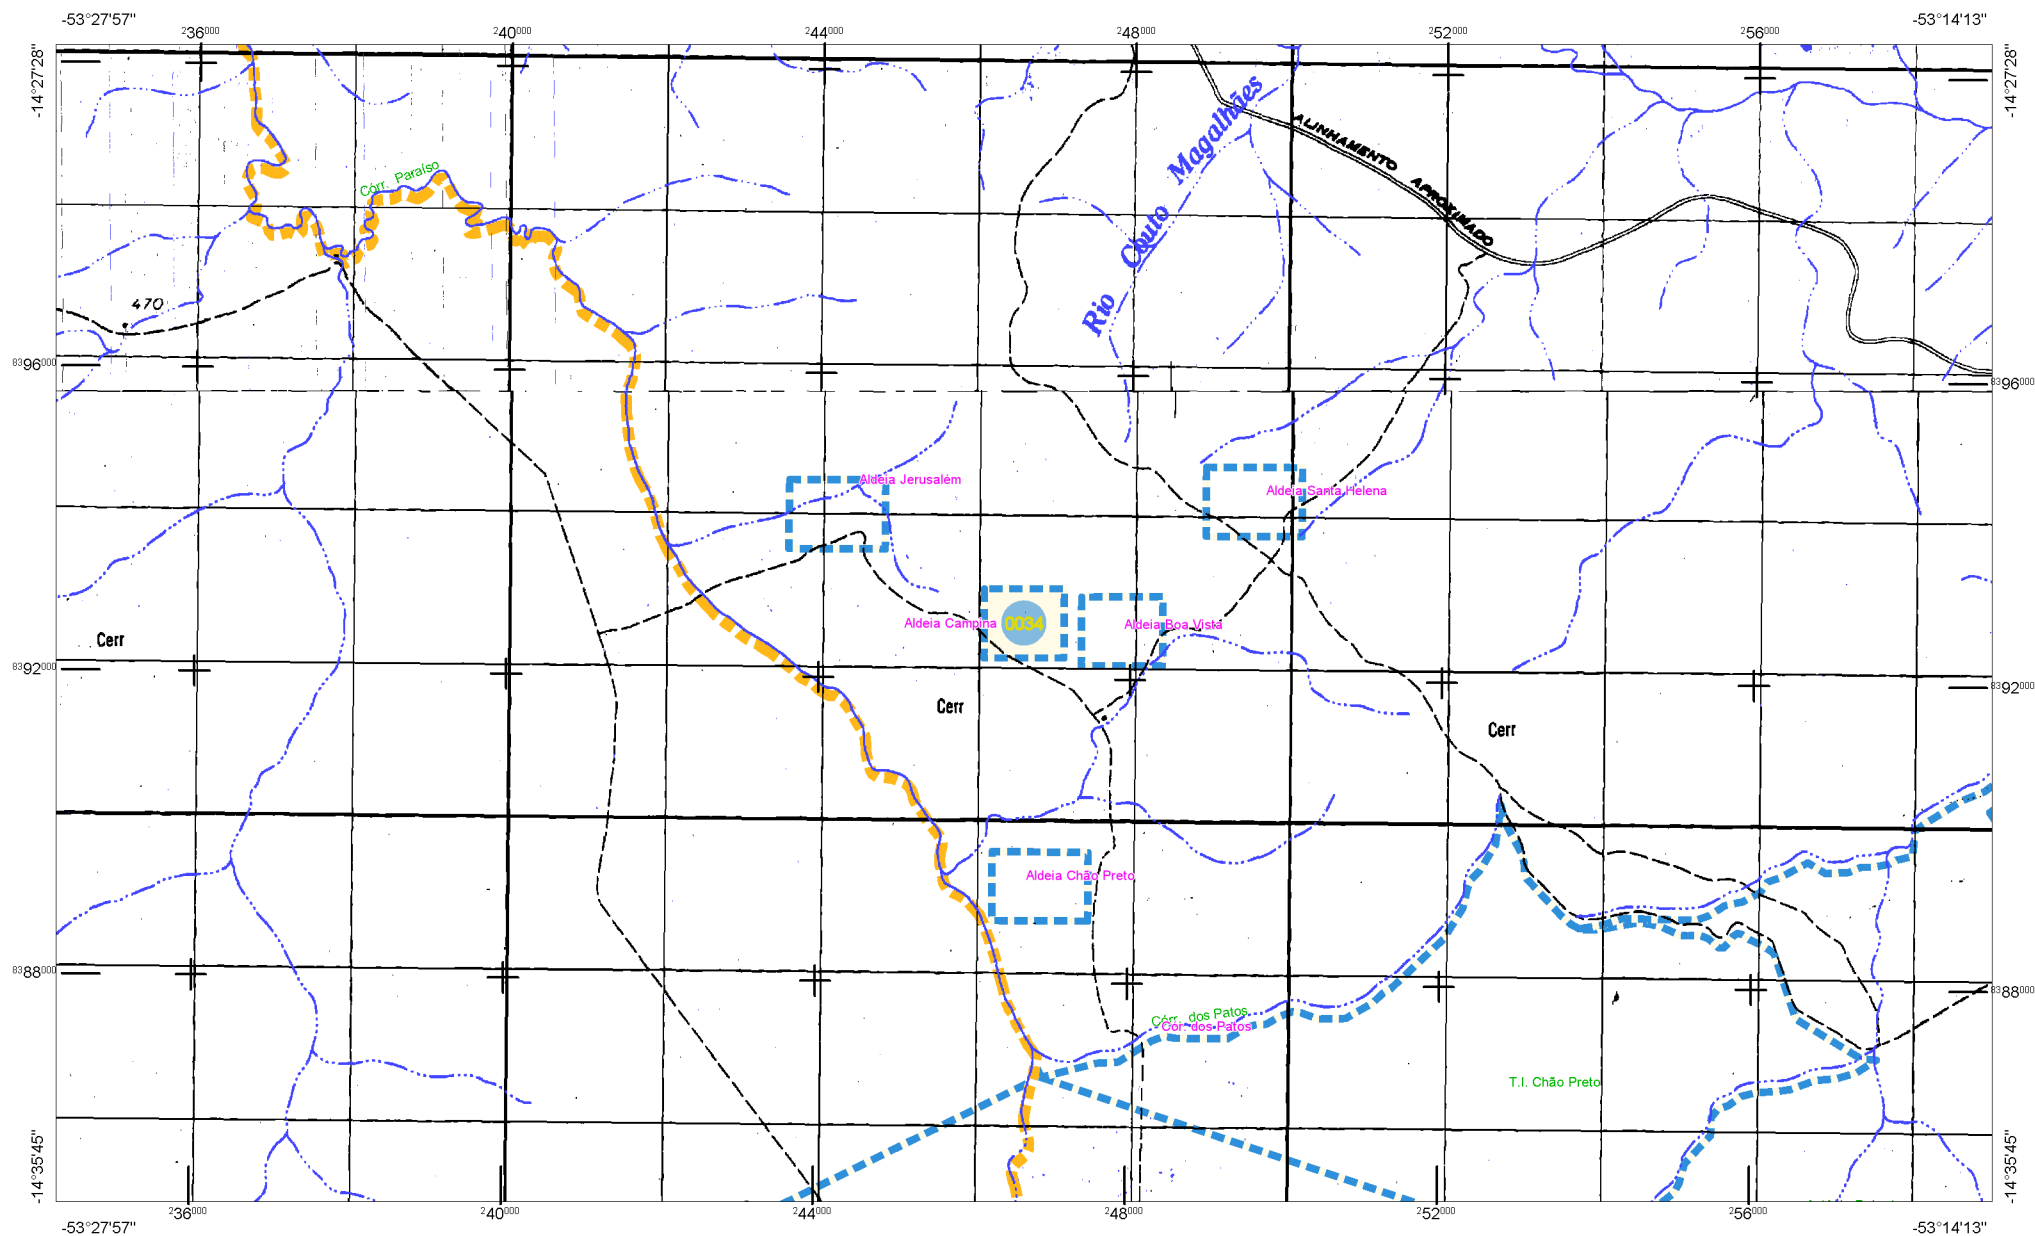 -53°27'57"
-53°14'13"
236000
240000
244000
248000
252000
256000
-14°27'28"
-14°27'28"
Rio Couto Magalhães
ALINHAMENTO APROXIMADO
Córr. Paraíso
470
8396000
8396000
Aldeia Jerusalém
Aldeia Santa Helena
Aldeia Campina
0034
Aldeia Boa Vista
Cerr
8392000
8392000
Cerr
Cerr
Aldeia Chão Preto
8388000
8388000
Córr. dos Patos
Córr. dos Patos
T.I. Chão Preto
-14°35'45"
-14°35'45"
236000
240000
244000
248000
252000
256000
-53°27'57"
-53°14'13"